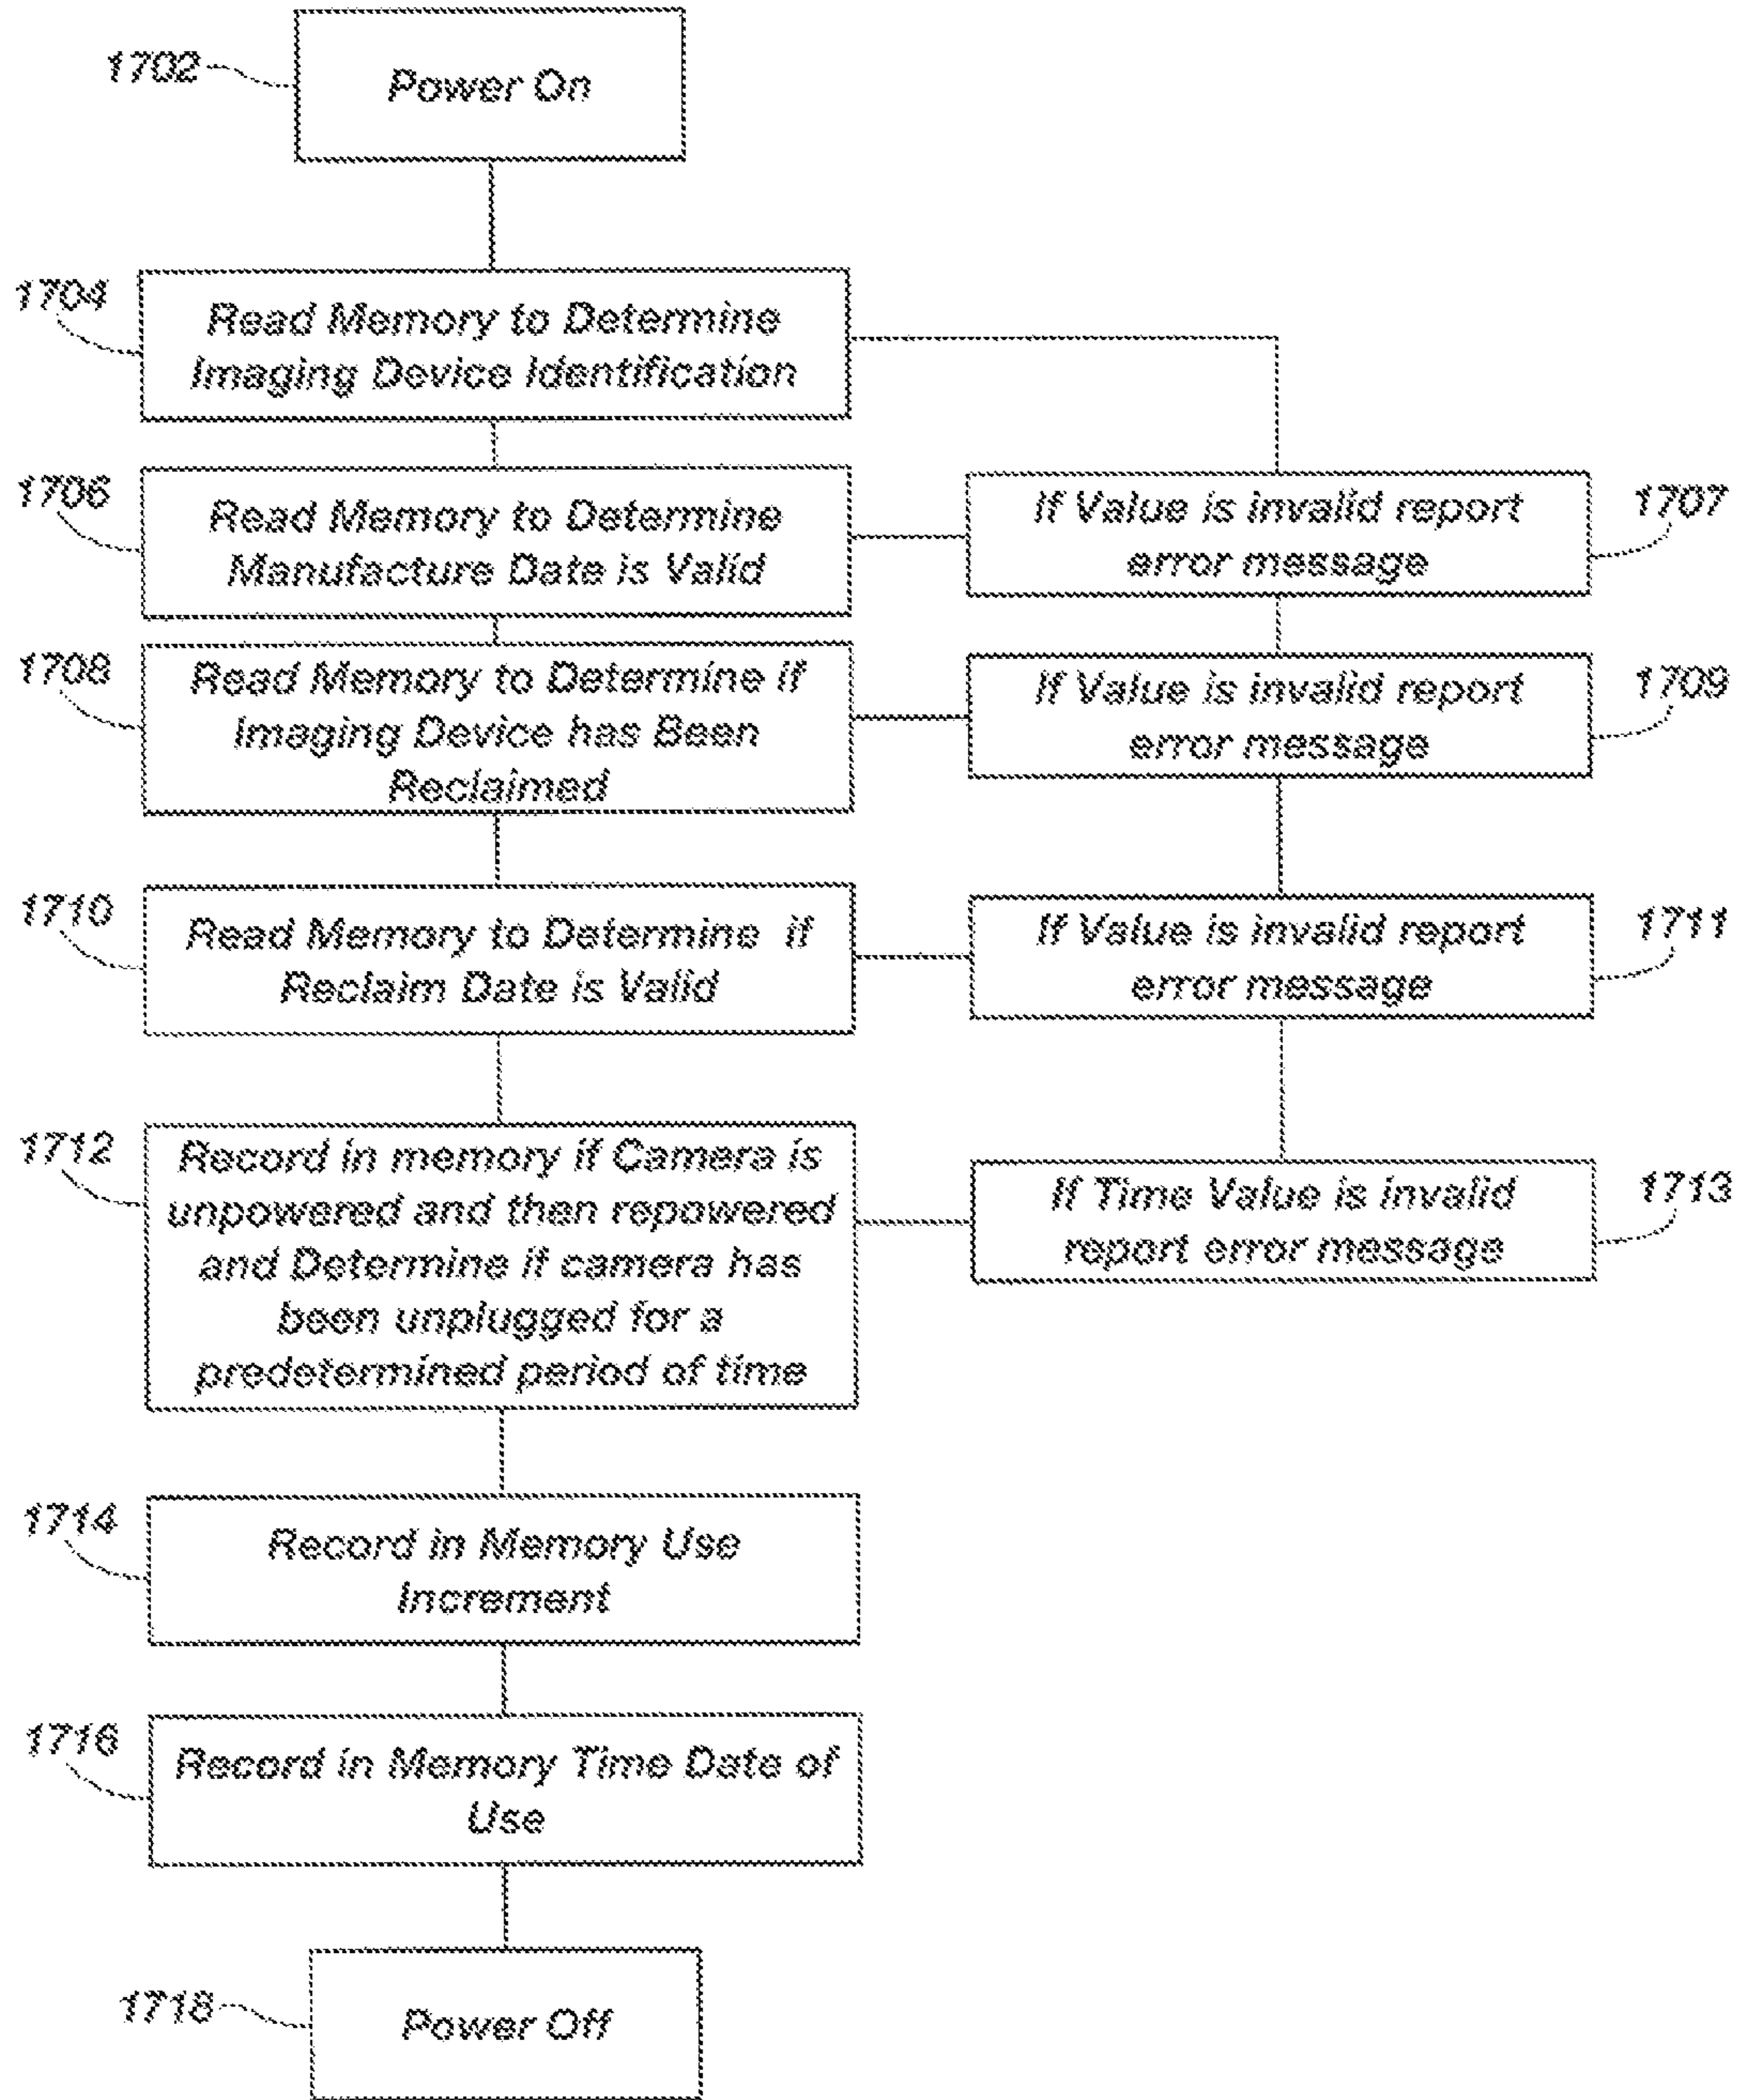 1702
Power On
1704
Read Memory to Determine
Imaging Device Identification
1706
Read Memory to Determine
Manufacture Date is Valid
If Value is invalid report
error message
1707
1708
Read Memory to Determine if
Imaging Device has Been
Reclaimed
If Value is invalid report
error message
1709
1710
Read Memory to Determine if
Reclaim Date is Valid
If Value is invalid report
error message
1711
1712
Record in memory if Camera is
unpowered and then repowered
and Determine if camera has
been unplugged for a
predetermined period of time
If Time Value is invalid
report error message
1713
1714
Record in Memory Use
Increment
1716
Record in Memory Time Date of
Use
1718
Power Off